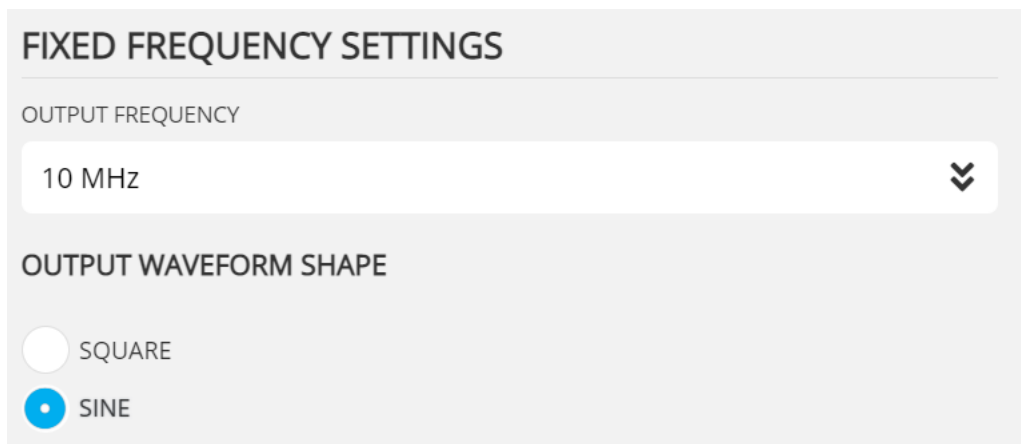 FIXED FREQUENCY SETTINGS
OUTPUT FREQUENCY
10 MHz
OUTPUT WAVEFORM SHAPE
SQUARE
SINE